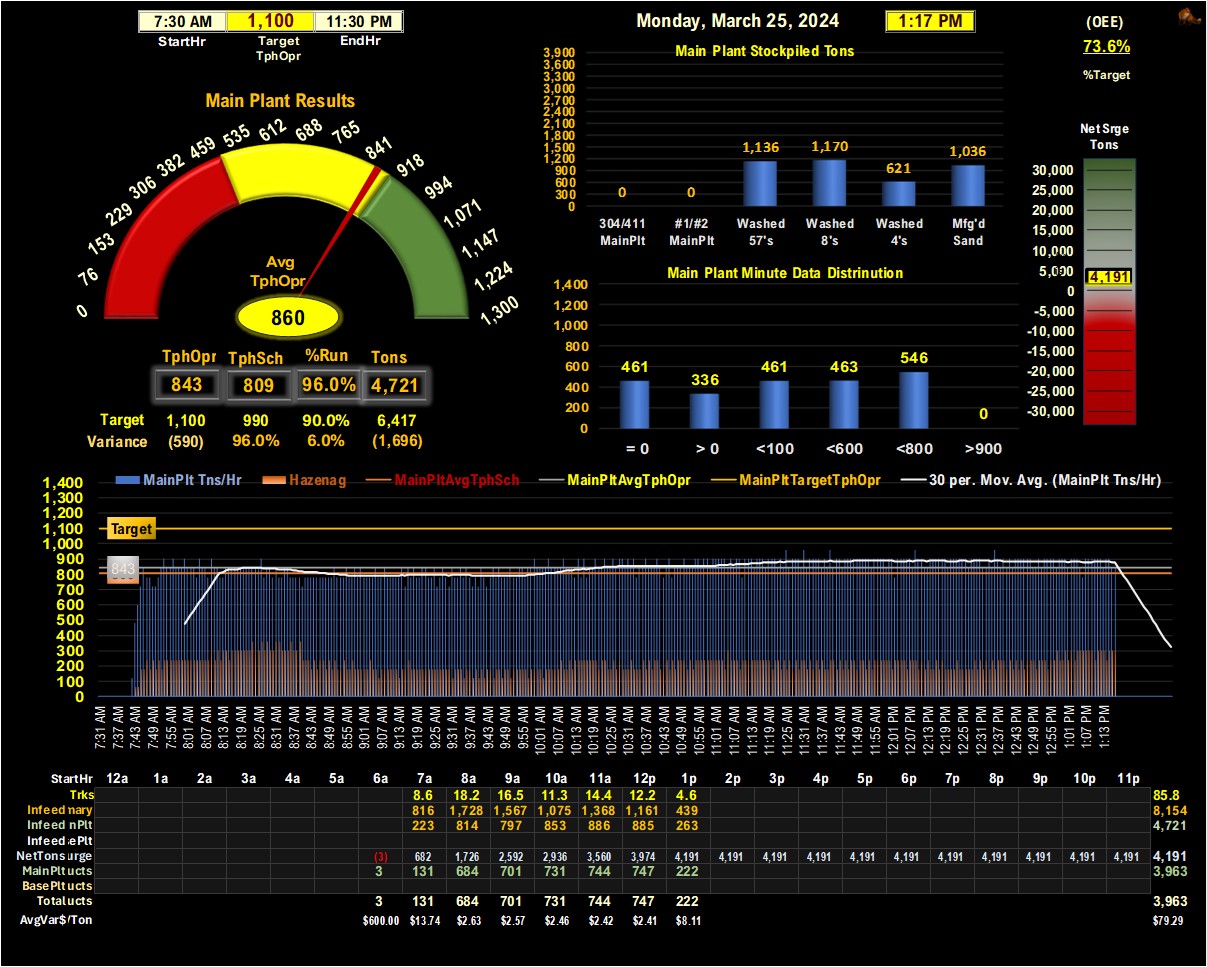 7:30 AM 1,100 11:30 PM
StartHr Target TphOpr EndHr
Monday, March 25, 2024 1:17 PM
(OEE)
73.6%
%Target
Main Plant Results
0 76 153 229 306 382 459 535 612 688 765 841 918 994 1,071 1,147 1,224 1,300
Avg
TphOpr
860
TphOpr TphSch %Run Tons
843 809 96.0% 4,721
Target 1,100 990 90.0% 6,417
Variance (590) 96.0% 6.0% (1,696)
Main Plant Stockpiled Tons
3,900
3,600
3,300
3,000
2,700
2,400
2,100
1,800
1,500
1,200
900
600
300
0
0 0 1,136 1,170 621 1,036
304/411 #1/#2 Washed Washed Washed Mfg'd
MainPlt MainPlt 57's 8's 4's Sand
Main Plant Minute Data Distrinution
1,400
1,200
1,000
800
600
400
200
0
461 336 461 463 546 0
= 0 > 0 <100 <600 <800 >900
Net Srge
Tons
30,000
25,000
20,000
15,000
10,000
5,000
4,191
0
-5,000
-10,000
-15,000
-20,000
-25,000
-30,000
MainPlt Tns/Hr Hazenag MainPltAvgTphSch MainPltAvgTphOpr MainPltTargetTphOpr 30 per. Mov. Avg. (MainPlt Tns/Hr)
1,400
1,300
1,200
1,100
1,000
900
800
700
600
500
400
300
200
100
0
Target
843
7:31 AM 7:37 AM 7:43 AM 7:49 AM 7:55 AM 8:01 AM 8:07 AM 8:13 AM 8:19 AM 8:25 AM 8:31 AM 8:37 AM 8:43 AM 8:49 AM 8:55 AM 9:01 AM 9:07 AM 9:13 AM 9:19 AM 9:25 AM 9:31 AM 9:37 AM 9:43 AM 9:49 AM 9:55 AM 10:01 AM 10:07 AM 10:13 AM 10:19 AM 10:25 AM 10:31 AM 10:37 AM 10:43 AM 10:49 AM 10:55 AM 11:01 AM 11:07 AM 11:13 AM 11:19 AM 11:25 AM 11:31 AM 11:37 AM 11:43 AM 11:49 AM 11:55 AM 12:01 PM 12:07 PM 12:13 PM 12:19 PM 12:25 PM 12:31 PM 12:37 PM 12:43 PM 12:49 PM 12:55 PM 1:01 PM 1:07 PM 1:13 PM
StartHr 12a 1a 2a 3a 4a 5a 6a 7a 8a 9a 10a 11a 12p 1p 2p 3p 4p 5p 6p 7p 8p 9p 10p 11p
Trks 8.6 18.2 16.5 11.3 14.4 12.2 4.6 85.8
Infeed nary 816 1,728 1,567 1,075 1,368 1,161 439 8,154
Infeed nPlt 223 814 797 853 886 885 263 4,721
Infeed ePlt
NetTons urge (3) 682 1,726 2,592 2,936 3,560 3,974 4,191 4,191 4,191 4,191 4,191 4,191 4,191 4,191 4,191 4,191 4,191 4,191
MainPlt ucts 3 131 684 701 731 744 747 222 3,963
BasePlt ucts
Total ucts 3 131 684 701 731 744 747 222 3,963
AvgVar$/Ton $600.00 $13.74 $2.63 $2.57 $2.46 $2.42 $2.41 $8.11 $79.29